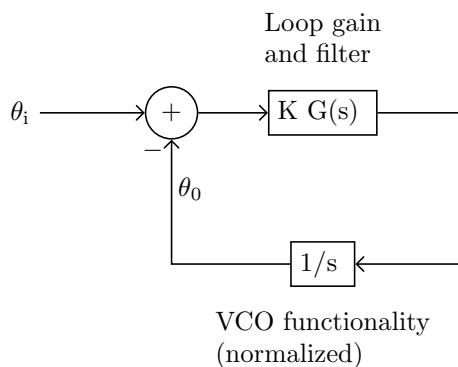 Loop gain
and filter
θi
+
K G(s)
−
θ0
1/s
VCO functionality
(normalized)